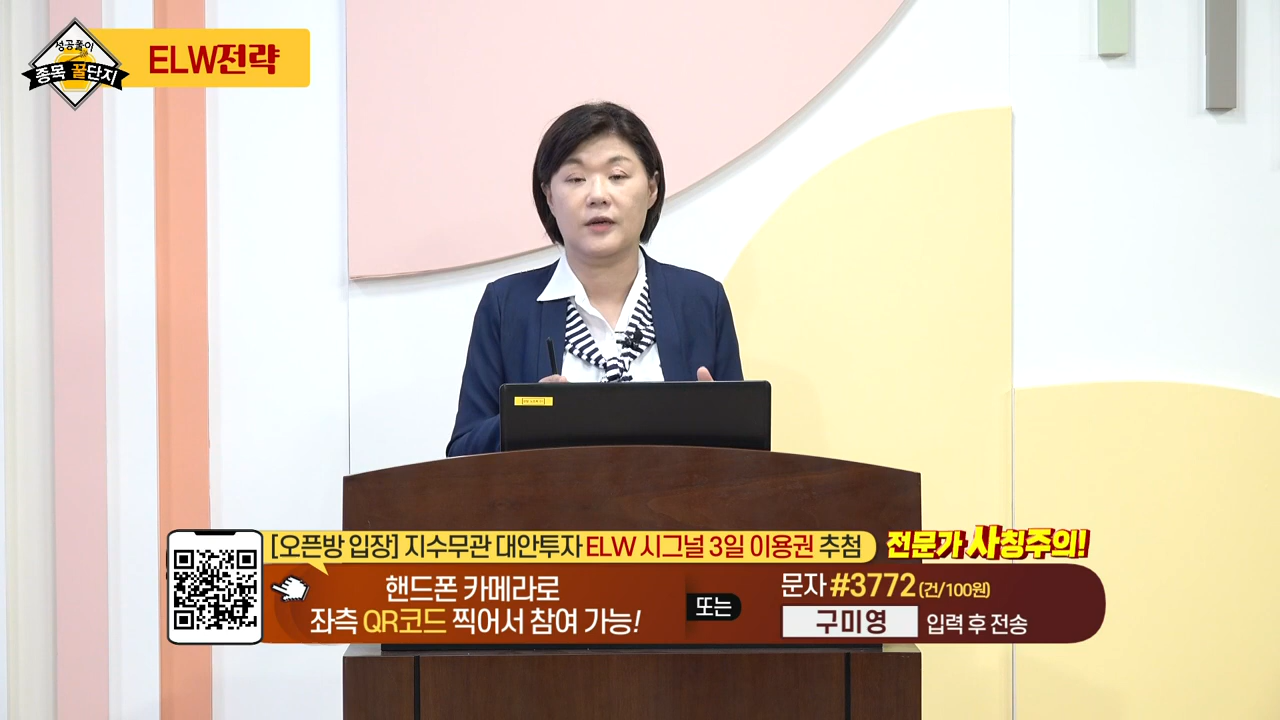 성공풀이
종목 꿀단지
ELW전략
[오픈방 입장] 지수무관 대안투자 ELW 시그널 3일 이용권 추첨
전문가 사칭주의!
핸드폰 카메라로
좌측 QR코드 찍어서 참여 가능!
또는
문자 #3772 (건/100원)
구미영 입력 후 전송